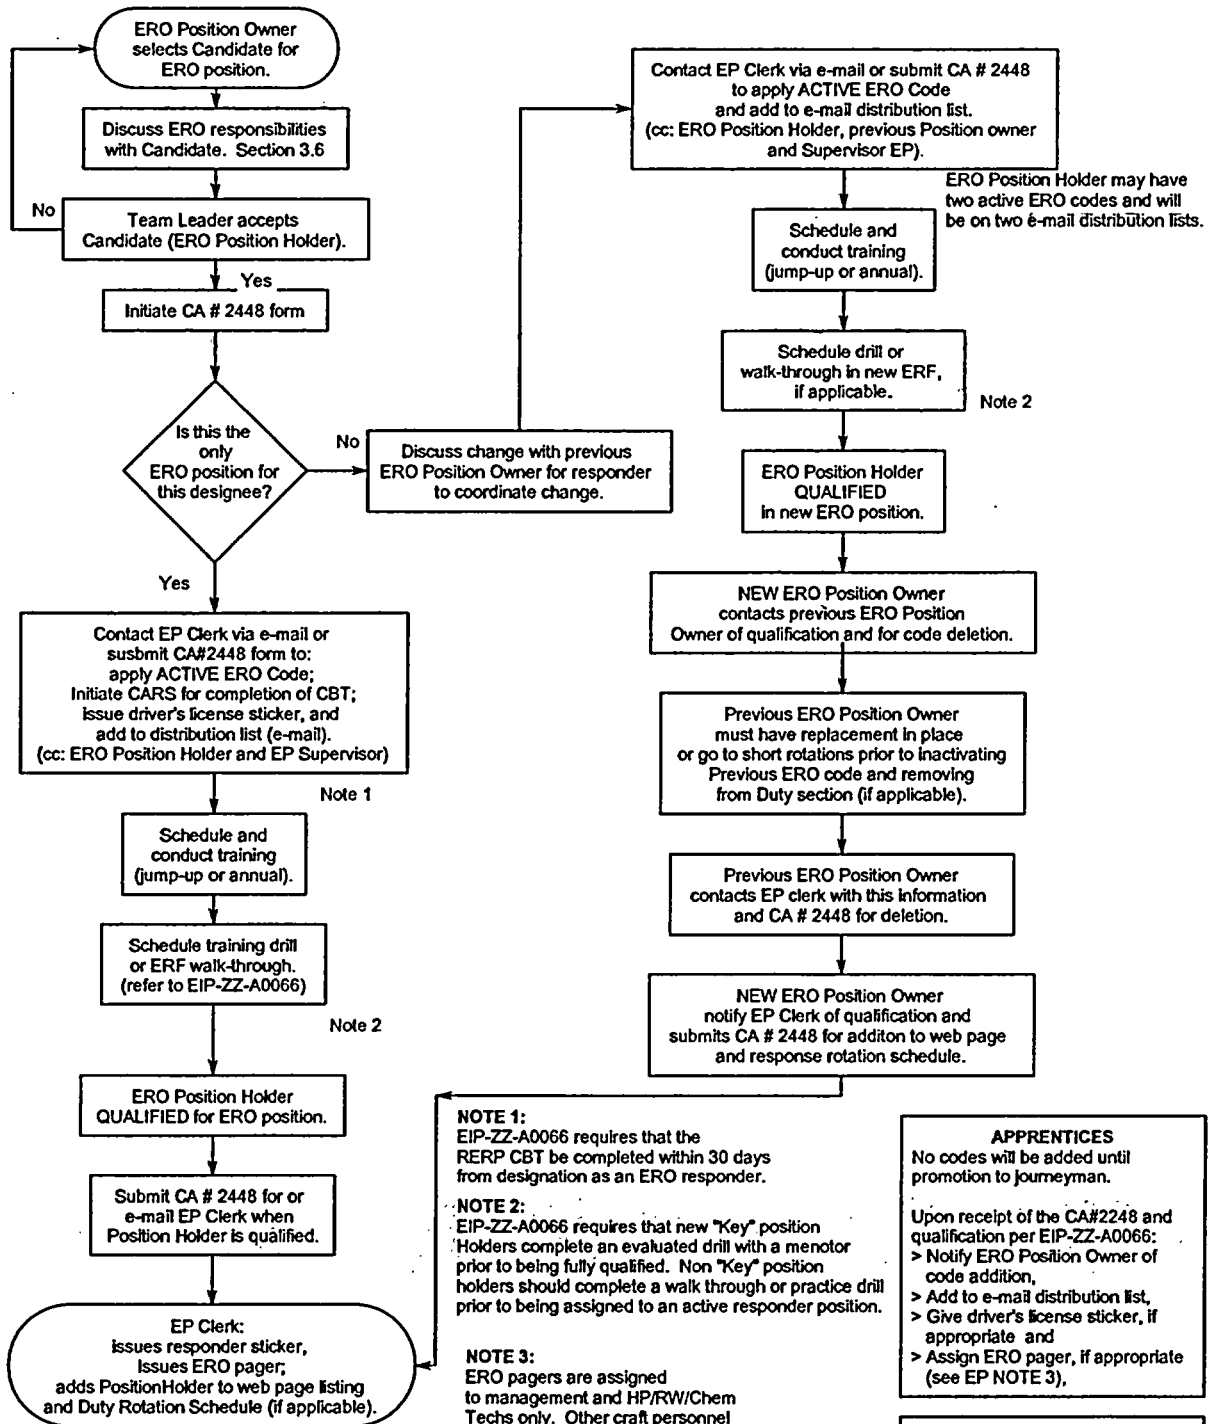 ERO Position Owner
selects Candidate for
ERO position.
Discuss ERO responsibilities
with Candidate. Section 3.6
No
Team Leader accepts
Candidate (ERO Position Holder).
Yes
Initiate CA # 2448 form
Is this the
only
ERO position for
this designee?
No
Discuss change with previous
ERO Position Owner for responder
to coordinate change.
Yes
Contact EP Clerk via e-mail or
susbmit CA#2448 form to:
apply ACTIVE ERO Code;
Initiate CARS for completion of CBT;
issue driver's license sticker, and
add to distribution list (e-mail).
(cc: ERO Position Holder and EP Supervisor)
Note 1
Schedule and
conduct training
(jump-up or annual).
Schedule training drill
or ERF walk-through.
(refer to EIP-ZZ-A0066)
Note 2
ERO Position Holder
QUALIFIED for ERO position.
Submit CA # 2448 for or
e-mail EP Clerk when
Position Holder is qualified.
EP Clerk:
issues responder sticker,
Issues ERO pager;
adds PositionHolder to web page listing
and Duty Rotation Schedule (if applicable).
Contact EP Clerk via e-mail or submit CA # 2448
to apply ACTIVE ERO Code
and add to e-mail distribution list.
(cc: ERO Position Holder, previous Position owner
and Supervisor EP).
ERO Position Holder may have
two active ERO codes and will
be on two e-mail distribution lists.
Schedule and
conduct training
(jump-up or annual).
Schedule drill or
walk-through in new ERF,
if applicable.
Note 2
ERO Position Holder
QUALIFIED
in new ERO position.
NEW ERO Position Owner
contacts previous ERO Position
Owner of qualification and for code deletion.
Previous ERO Position Owner
must have replacement in place
or go to short rotations prior to inactivating
Previous ERO code and removing
from Duty section (if applicable).
Previous ERO Position Owner
contacts EP clerk with this information
and CA # 2448 for deletion.
NEW ERO Position Owner
notify EP Clerk of qualification and
submits CA # 2448 for additon to web page
and response rotation schedule.
NOTE 1:
EIP-ZZ-A0066 requires that the
RERP CBT be completed within 30 days
from designation as an ERO responder.
NOTE 2:
EIP-ZZ-A0066 requires that new "Key" position
Holders complete an evaluated drill with a menotor
prior to being fully qualified. Non "Key" position
holders should complete a walk through or practice drill
prior to being assigned to an active responder position.
NOTE 3:
ERO pagers are assigned
to management and HP/RW/Chem
Techs only. Other craft personnel
APPRENTICES
No codes will be added until
promotion to journeyman.
Upon receipt of the CA#2248 and
qualification per EIP-ZZ-A0066:
> Notify ERO Position Owner of
code addition,
> Add to e-mail distribution list,
> Give driver's license sticker, if
appropriate and
> Assign ERO pager, if appropriate
(see EP NOTE 3),